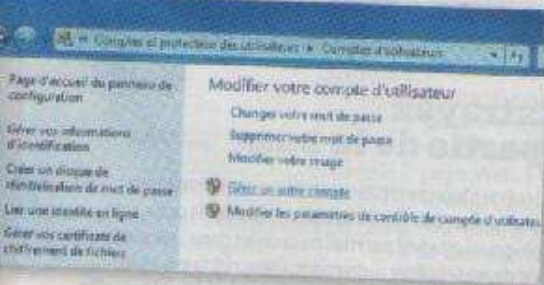 Comptes et protection des utilisateurs ▸ Comptes d'utilisateurs
Page d'accueil du panneau de
configuration
Gérer vos informations
d'identification
Créer un disque de
réinitialisation de mot de passe
Lier une identité en ligne
Gérer vos certificats de
chiffrement de fichiers
Modifier votre compte d'utilisateur
Changer votre mot de passe
Supprimer votre mot de passe
Modifier votre image
Gérer un autre compte
Modifier les paramètres de contrôle de compte d'utilisateur